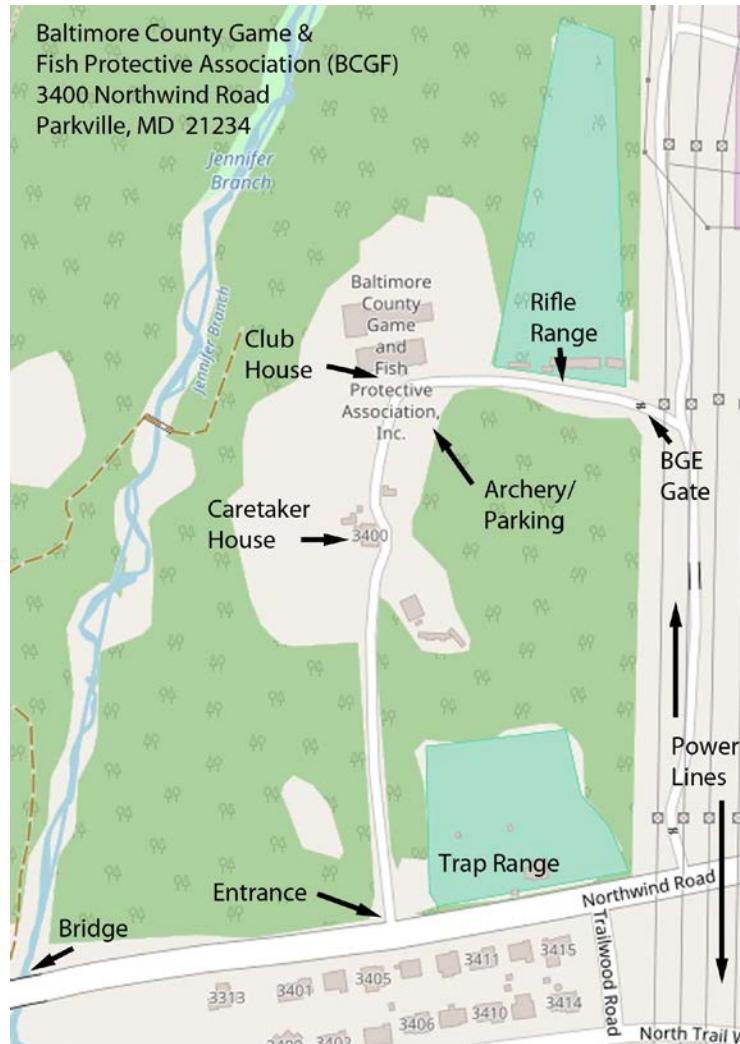 Baltimore County Game &
Fish Protective Association (BCGF)
3400 Northwind Road
Parkville, MD  21234
Jennifer
Branch
Jennifer Branch
Baltimore
County
Game
and
Fish
Protective
Association,
Inc.
Rifle
Range
Club
House
BGE
Gate
Archery/
Parking
Caretaker
House
3400
Power
Lines
Trap Range
Entrance
Northwind Road
Bridge
Trailwood Road
3415
3411
3405
3401
3313
3414
3410
3406
3402
North Trail W